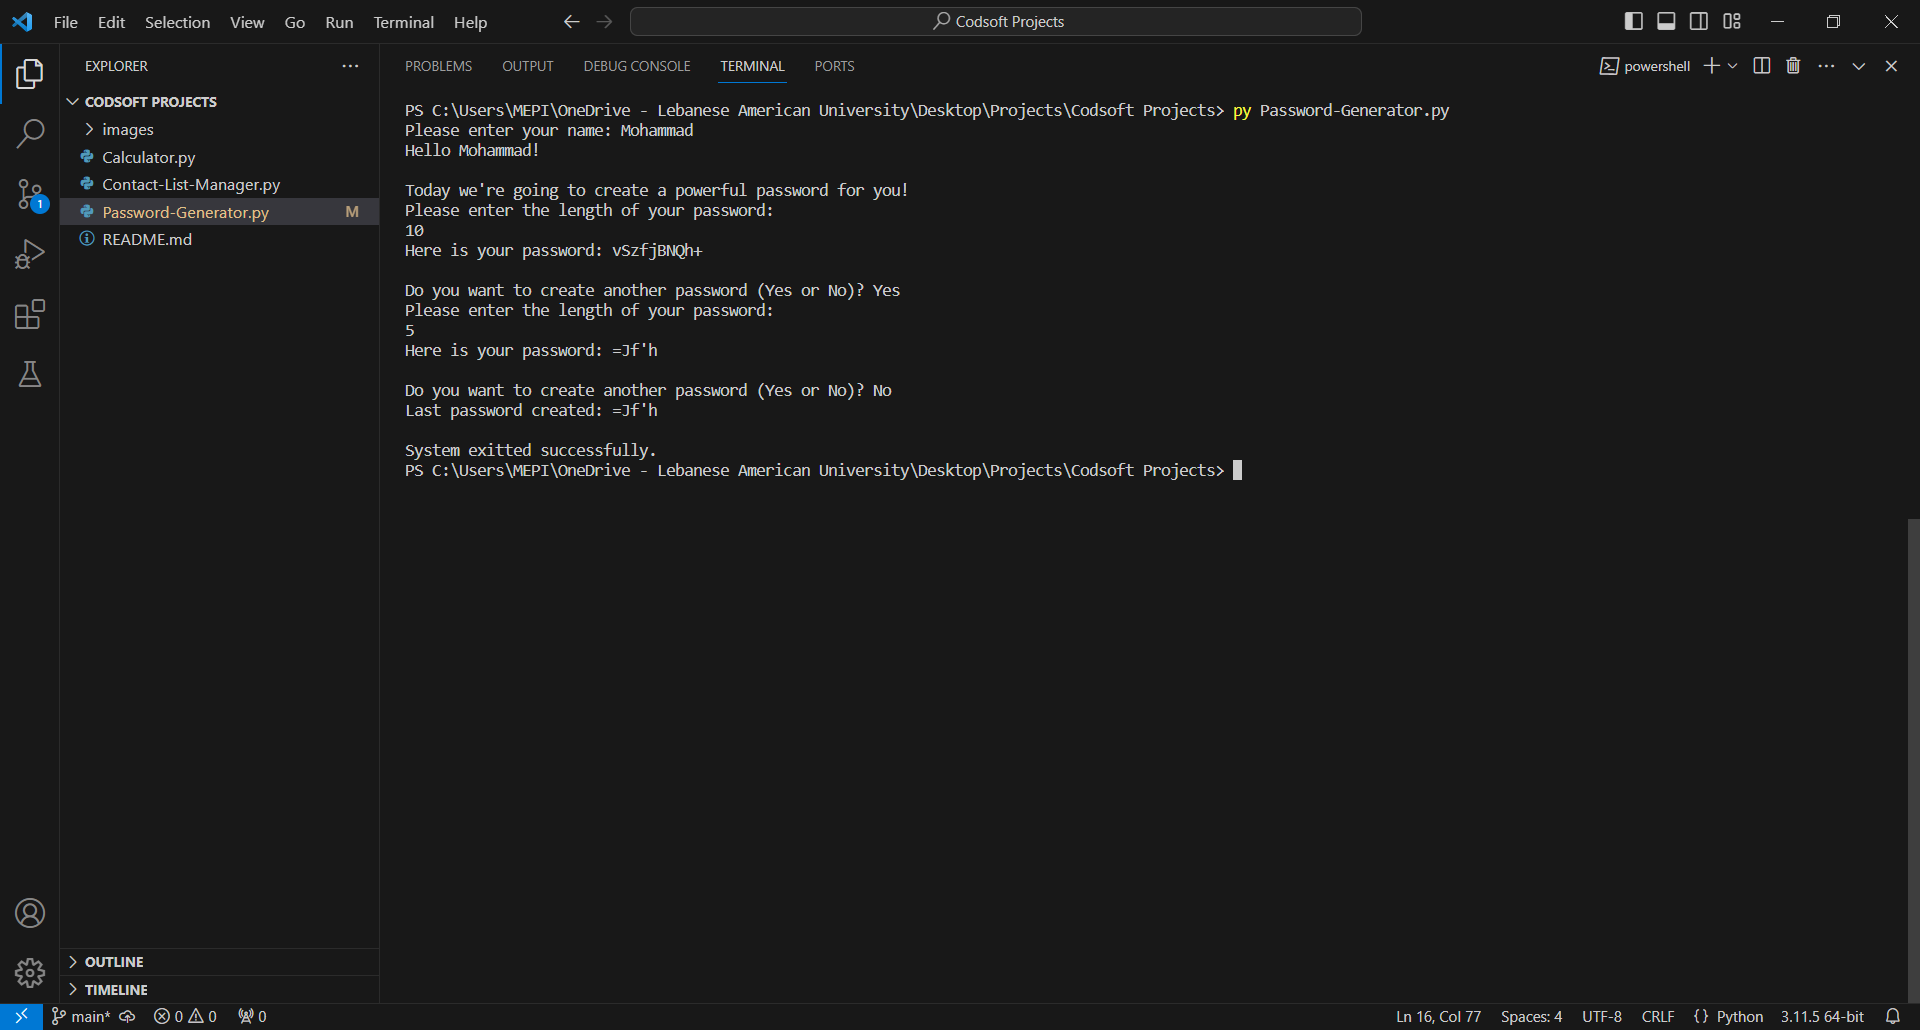 File Edit Selection View Go Run Terminal Help
Codsoft Projects
EXPLORER
CODSOFT PROJECTS
images
Calculator.py
Contact-List-Manager.py
Password-Generator.py M
README.md
1
OUTLINE
TIMELINE
PROBLEMS OUTPUT DEBUG CONSOLE TERMINAL PORTS
powershell
PS C:\Users\MEPI\OneDrive - Lebanese American University\Desktop\Projects\Codsoft Projects> py Password-Generator.py
Please enter your name: Mohammad
Hello Mohammad!
Today we're going to create a powerful password for you!
Please enter the length of your password:
10
Here is your password: vSzfjBNQh+
Do you want to create another password (Yes or No)? Yes
Please enter the length of your password:
5
Here is your password: =Jf'h
Do you want to create another password (Yes or No)? No
Last password created: =Jf'h
System exitted successfully.
PS C:\Users\MEPI\OneDrive - Lebanese American University\Desktop\Projects\Codsoft Projects>
main* 0 0 0
Ln 16, Col 77 Spaces: 4 UTF-8 CRLF {} Python 3.11.5 64-bit